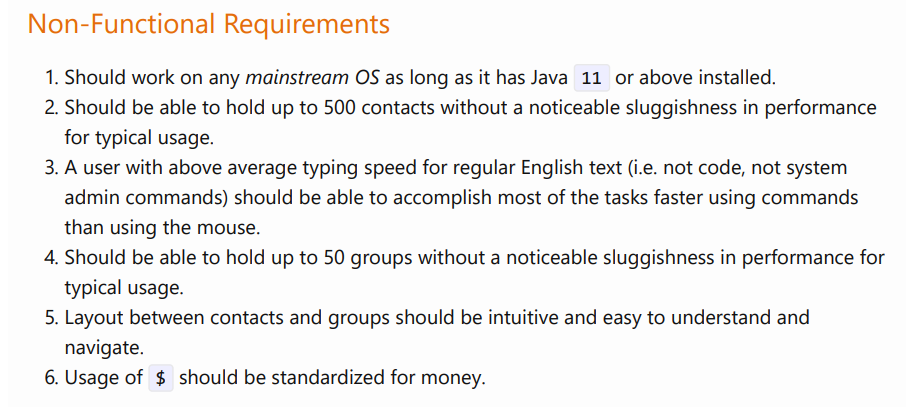 Non-Functional Requirements
1. Should work on any mainstream OS as long as it has Java 11 or above installed.
2. Should be able to hold up to 500 contacts without a noticeable sluggishness in performance
for typical usage.
3. A user with above average typing speed for regular English text (i.e. not code, not system
admin commands) should be able to accomplish most of the tasks faster using commands
than using the mouse.
4. Should be able to hold up to 50 groups without a noticeable sluggishness in performance for
typical usage.
5. Layout between contacts and groups should be intuitive and easy to understand and
navigate.
6. Usage of $ should be standardized for money.